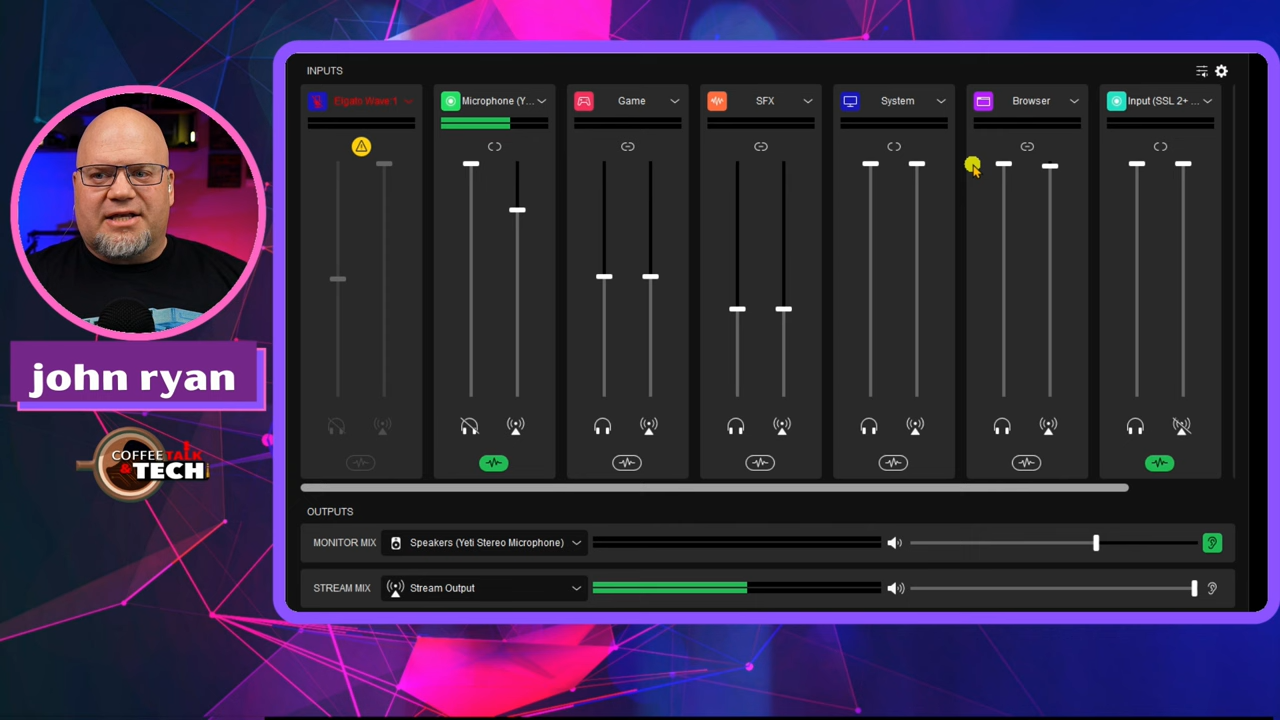 INPUTS
Elgato Wave 1
Microphone (Y...
Game
SFX
System
Browser
Input (SSL 2+ ...
john ryan
COFFEE TALK
& TECH
OUTPUTS
MONITOR MIX
Speakers (Yeti Stereo Microphone)
STREAM MIX
Stream Output